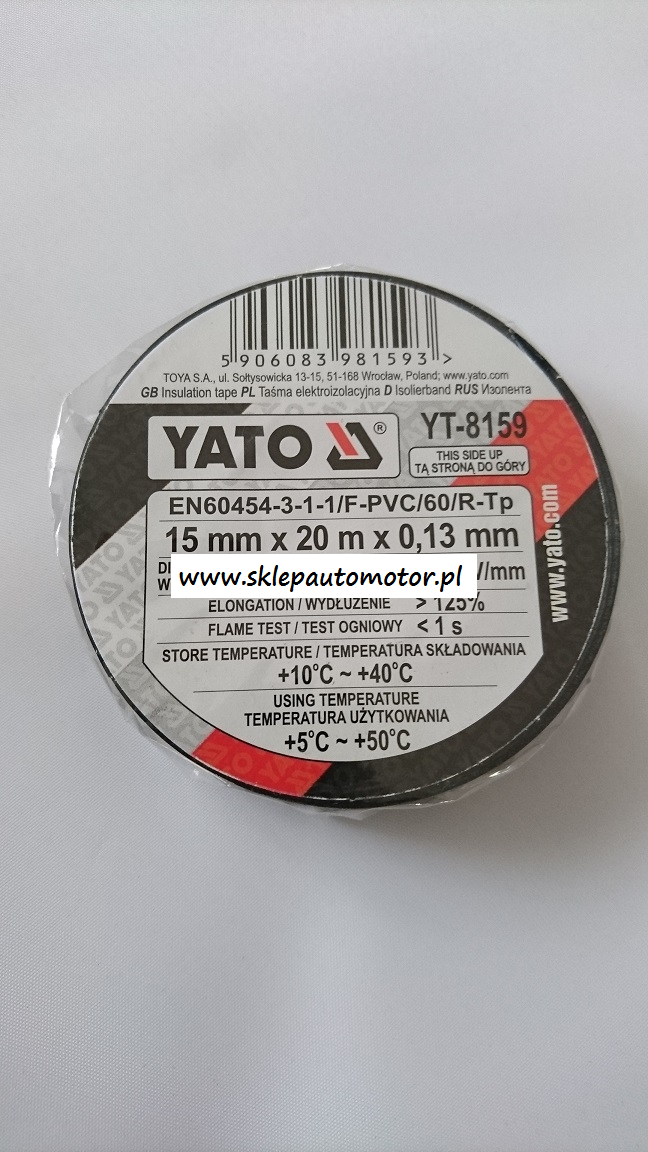 5 906083 981593 >
TOYA S.A., ul. Sołtysowicka 13-15, 51-168 Wrocław, Poland; www.yato.com
GB Insulation tape PL Taśma elektroizolacyjna D Isolierband RUS Изолента
YATO ®
YT-8159
THIS SIDE UP
TĄ STRONĄ DO GÓRY
EN60454-3-1-1/F-PVC/60/R-Tp
15 mm x 20 m x 0,13 mm
www.sklepautomotor.pl
V/mm
ELONGATION / WYDŁUŻENIE > 125%
FLAME TEST / TEST OGNIOWY < 1 s
STORE TEMPERATURE / TEMPERATURA SKŁADOWANIA
+10°C ~ +40°C
USING TEMPERATURE
TEMPERATURA UŻYTKOWANIA
+5°C ~ +50°C
www.yato.com
YATO